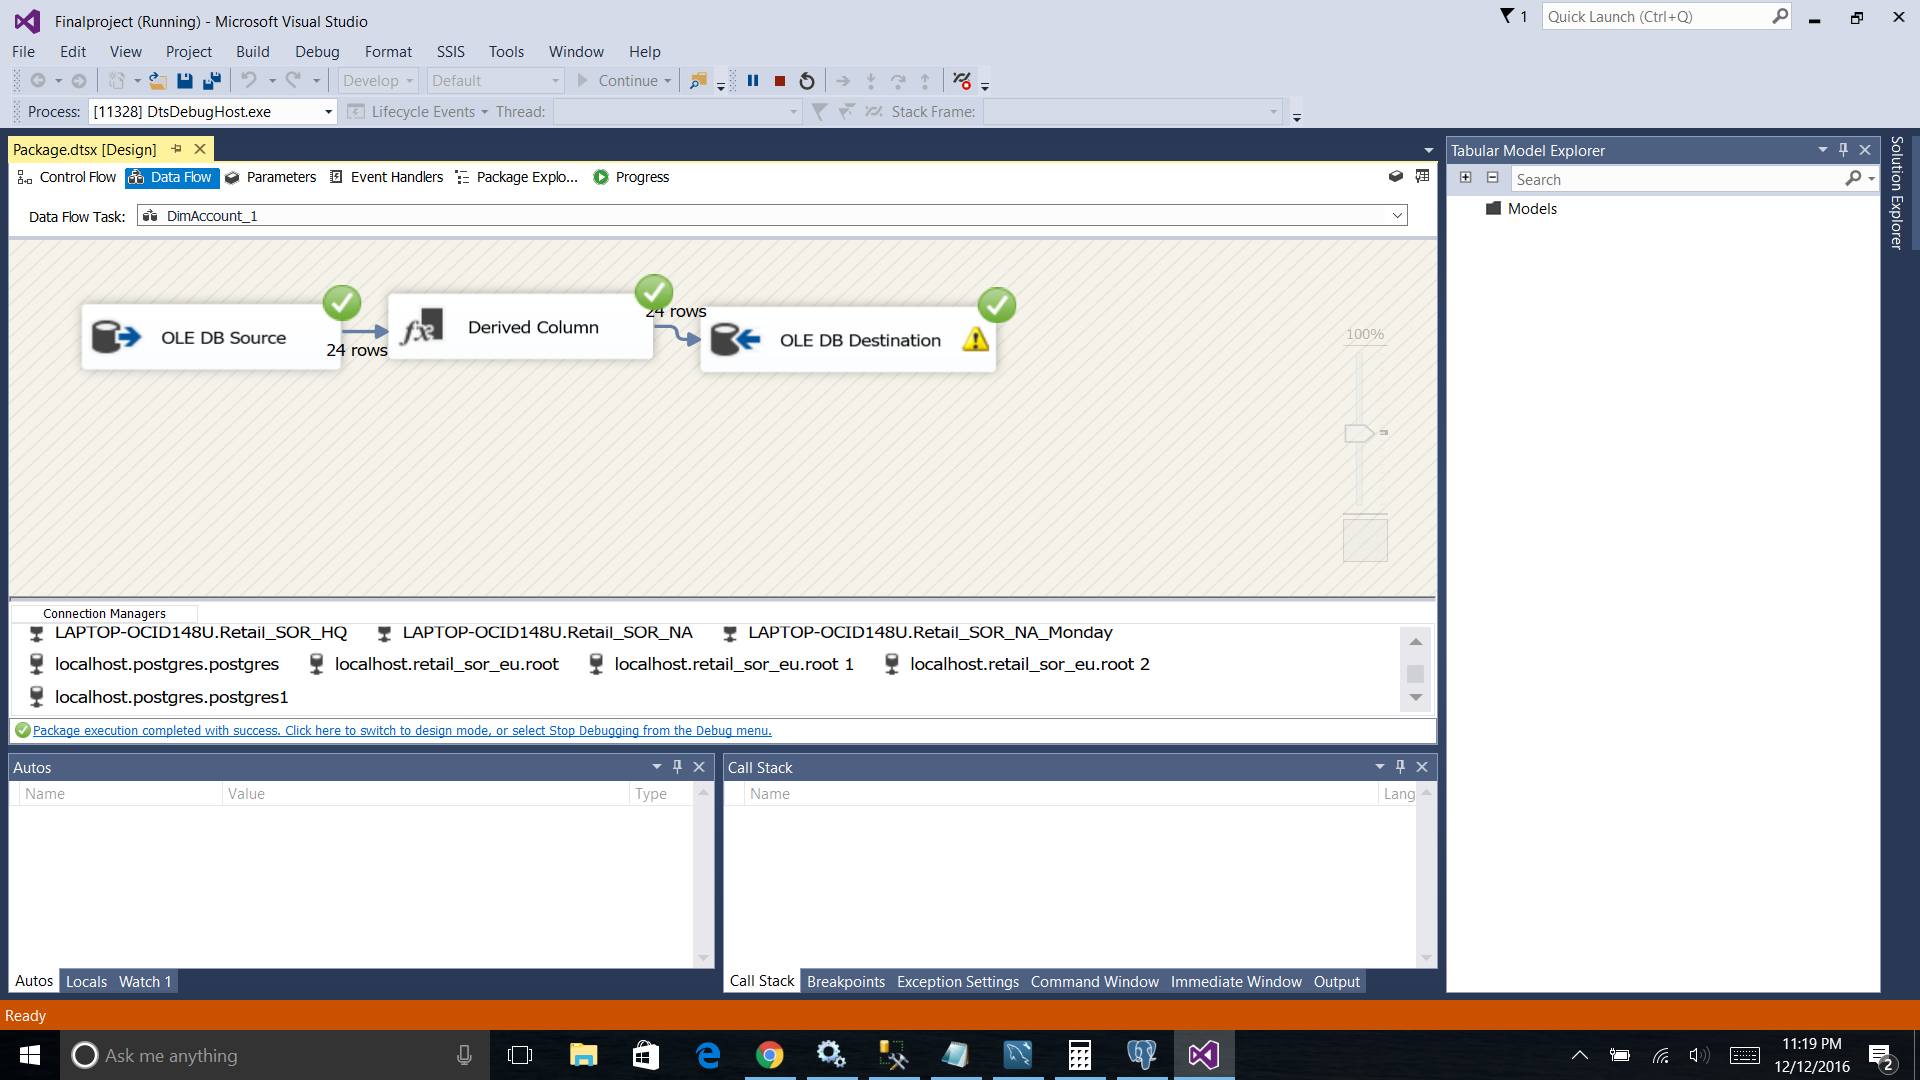 Finalproject (Running) - Microsoft Visual Studio
1
Quick Launch (Ctrl+Q)
File Edit View Project Build Debug Format SSIS Tools Window Help
Develop Default Continue
Process: [11328] DtsDebugHost.exe Lifecycle Events Thread: Stack Frame:
Package.dtsx [Design]
Control Flow Data Flow Parameters Event Handlers Package Explo... Progress
Data Flow Task: DimAccount_1
OLE DB Source
24 rows
fx
Derived Column
24 rows
OLE DB Destination
100%
Connection Managers
LAPTOP-OCID148U.Retail_SOR_HQ LAPTOP-OCID148U.Retail_SOR_NA LAPTOP-OCID148U.Retail_SOR_NA_Monday
localhost.postgres.postgres localhost.retail_sor_eu.root localhost.retail_sor_eu.root 1 localhost.retail_sor_eu.root 2
localhost.postgres.postgres1
Package execution completed with success. Click here to switch to design mode, or select Stop Debugging from the Debug menu.
Autos
Name Value Type
Autos Locals Watch 1
Call Stack
Name Lang
Call Stack Breakpoints Exception Settings Command Window Immediate Window Output
Tabular Model Explorer
Search
Models
Solution Explorer
Ready
Ask me anything
11:19 PM
12/12/2016
2